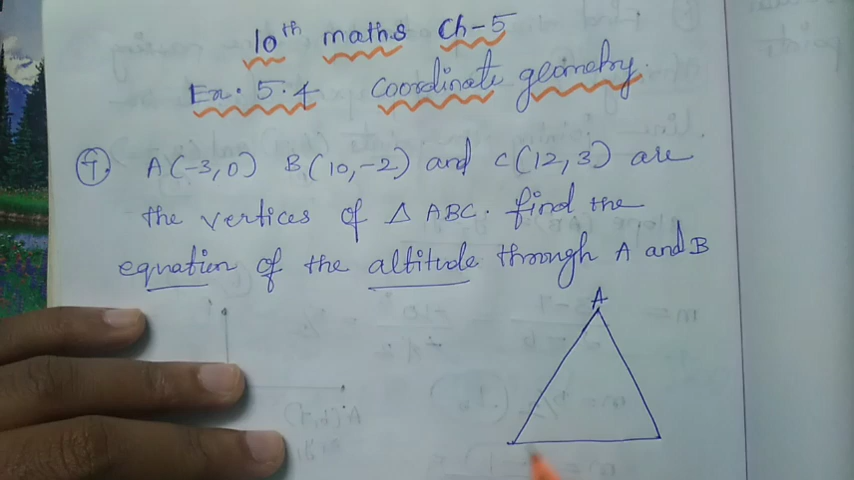 10th maths Ch-5
Ex. 5.4 Coordinate geometry.
9. A(-3,0) B(10,-2) and C(12,3) are
the vertices of △ ABC. find the
equation of the altitude through A and B
A